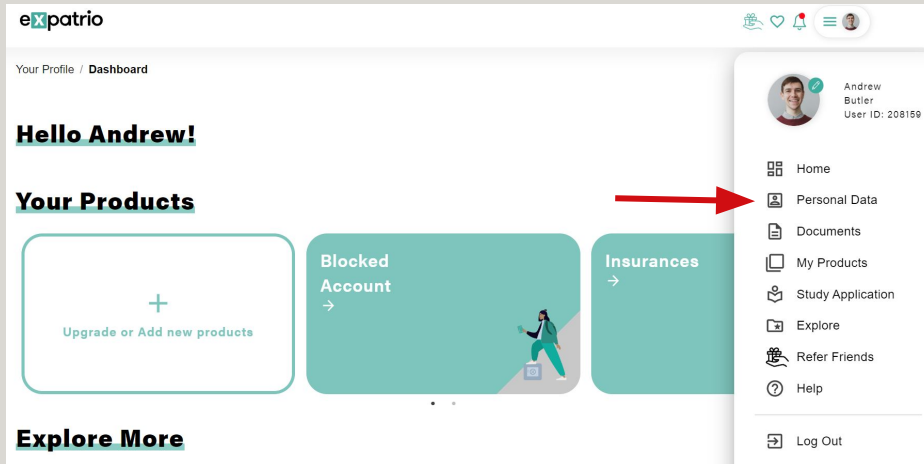 expatrio
Your Profile / Dashboard
Hello Andrew!
Your Products
Upgrade or Add new products
Blocked
Account
Insurances
Explore More
Andrew
Butler
User ID: 208159
Home
Personal Data
Documents
My Products
Study Application
Explore
Refer Friends
Help
Log Out